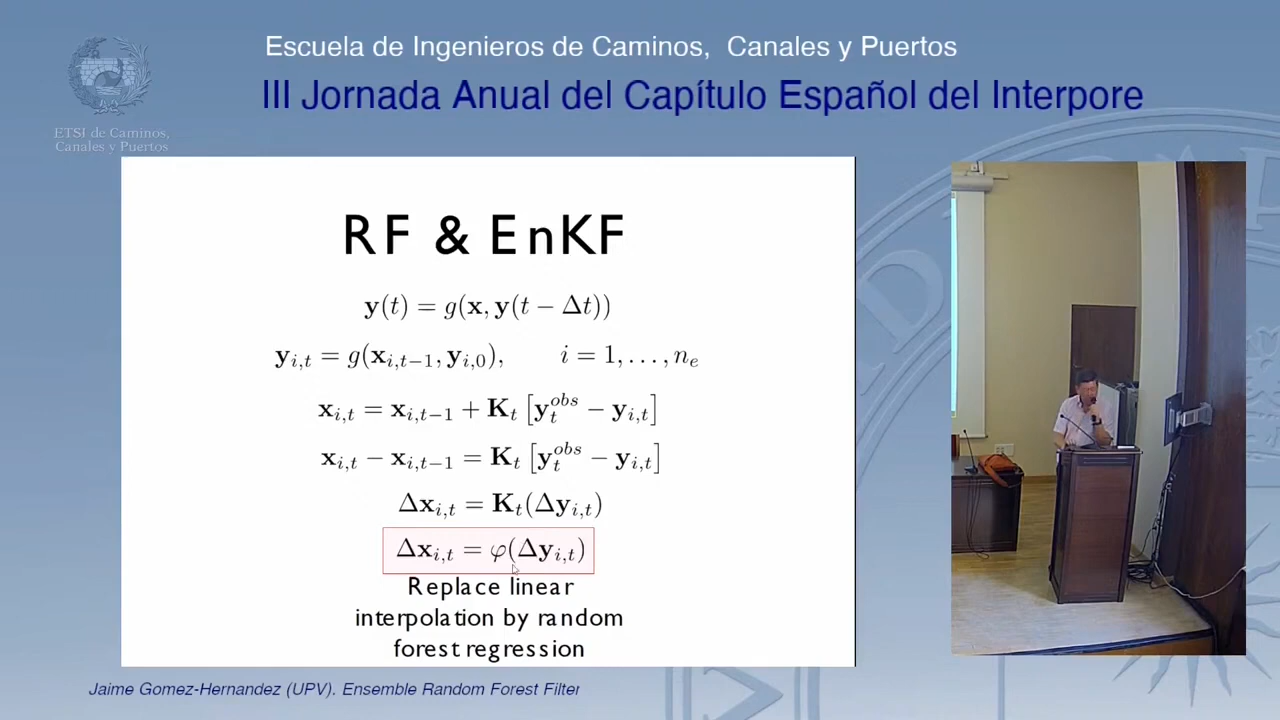 Escuela de Ingenieros de Caminos, Canales y Puertos
III Jornada Anual del Capítulo Español del Interpore
ETSI de Caminos,
Canales y Puertos
RF & EnKF
y(t) = g(x, y(t − Δt))
y_{i,t} = g(x_{i,t−1}, y_{i,0}), i = 1, . . . , n_e
x_{i,t} = x_{i,t−1} + K_t [y_t^{obs} − y_{i,t}]
x_{i,t} − x_{i,t−1} = K_t [y_t^{obs} − y_{i,t}]
Δx_{i,t} = K_t(Δy_{i,t})
Δx_{i,t} = φ(Δy_{i,t})
Replace linear
interpolation by random
forest regression
Jaime Gomez-Hernandez (UPV). Ensemble Random Forest Filter